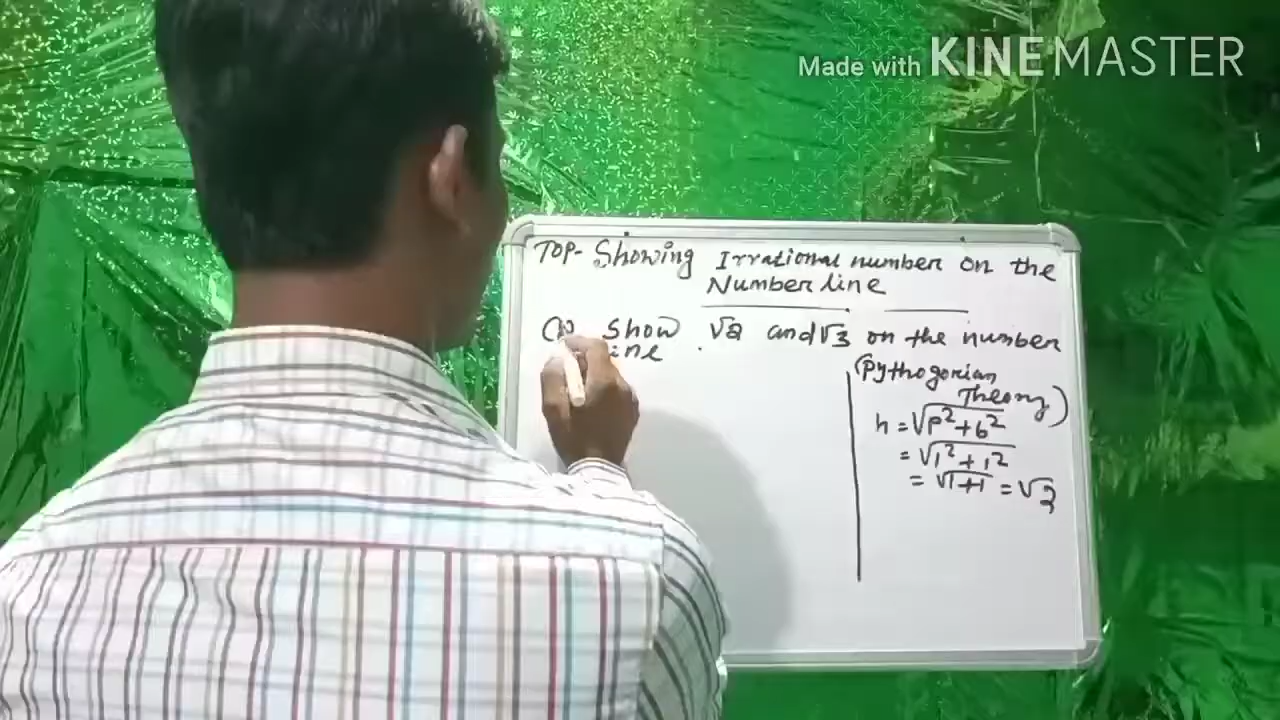 Made with KINEMASTER
TOP- Showing Irrational number on the
Number line
Show √2 and √3 on the number
line .
(Pythogorian
Theory)
h = √p²+b²
= √1²+1²
= √1+1 = √2